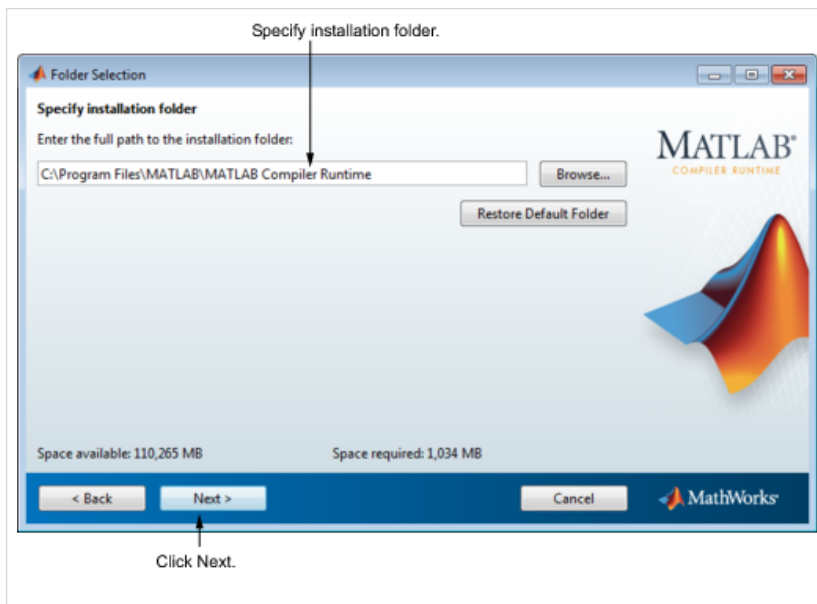 Specify installation folder.
Folder Selection
Specify installation folder
Enter the full path to the installation folder:
MATLAB®
COMPILER RUNTIME
C:\Program Files\MATLAB\MATLAB Compiler Runtime
Browse...
Restore Default Folder
Space available: 110,265 MB
Space required: 1,034 MB
< Back
Next >
Cancel
MathWorks®
Click Next.